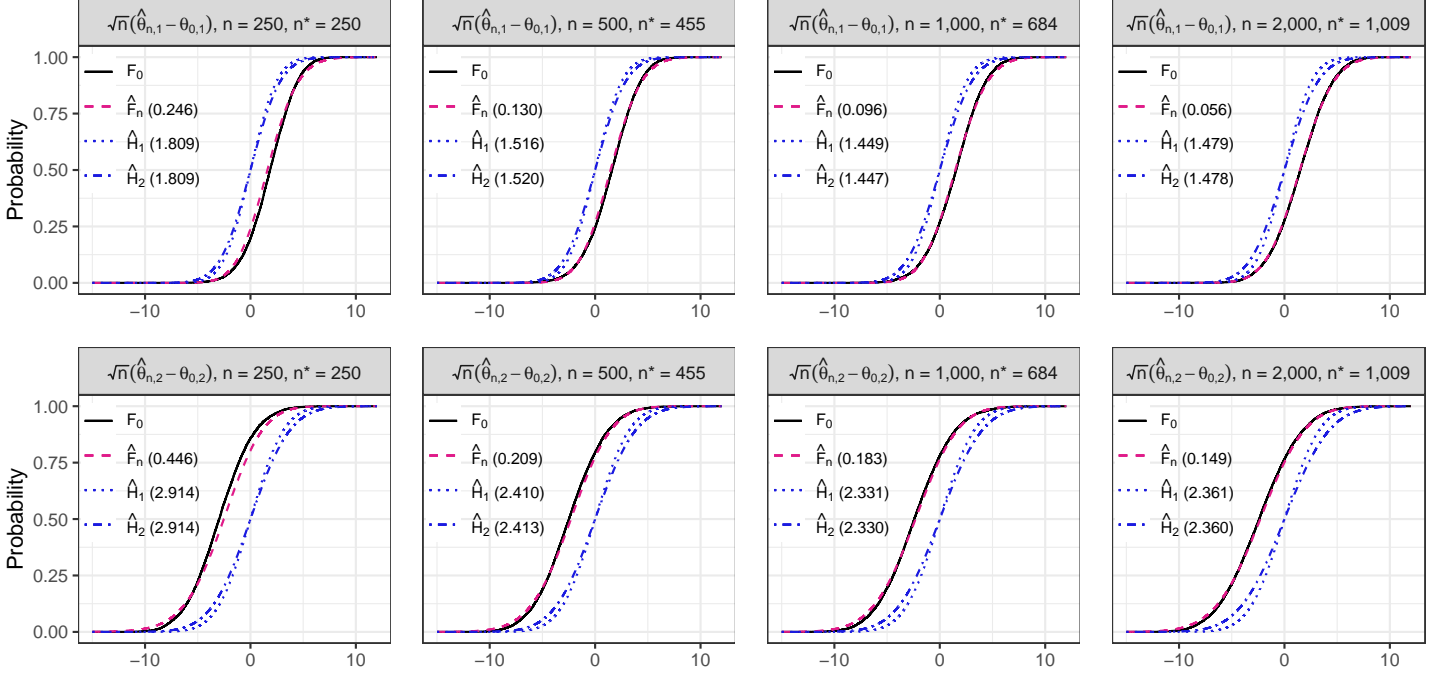 √n(θ̂n,1 − θ0,1), n = 250, n* = 250
√n(θ̂n,1 − θ0,1), n = 500, n* = 455
√n(θ̂n,1 − θ0,1), n = 1,000, n* = 684
√n(θ̂n,1 − θ0,1), n = 2,000, n* = 1,009
Probability
1.00
0.75
0.50
0.25
0.00
F0
F̂n (0.246)
Ĥ1 (1.809)
Ĥ2 (1.809)
F0
F̂n (0.130)
Ĥ1 (1.516)
Ĥ2 (1.520)
F0
F̂n (0.096)
Ĥ1 (1.449)
Ĥ2 (1.447)
F0
F̂n (0.056)
Ĥ1 (1.479)
Ĥ2 (1.478)
−10 0 10
−10 0 10
−10 0 10
−10 0 10
√n(θ̂n,2 − θ0,2), n = 250, n* = 250
√n(θ̂n,2 − θ0,2), n = 500, n* = 455
√n(θ̂n,2 − θ0,2), n = 1,000, n* = 684
√n(θ̂n,2 − θ0,2), n = 2,000, n* = 1,009
Probability
1.00
0.75
0.50
0.25
0.00
F0
F̂n (0.446)
Ĥ1 (2.914)
Ĥ2 (2.914)
F0
F̂n (0.209)
Ĥ1 (2.410)
Ĥ2 (2.413)
F0
F̂n (0.183)
Ĥ1 (2.331)
Ĥ2 (2.330)
F0
F̂n (0.149)
Ĥ1 (2.361)
Ĥ2 (2.360)
−10 0 10
−10 0 10
−10 0 10
−10 0 10